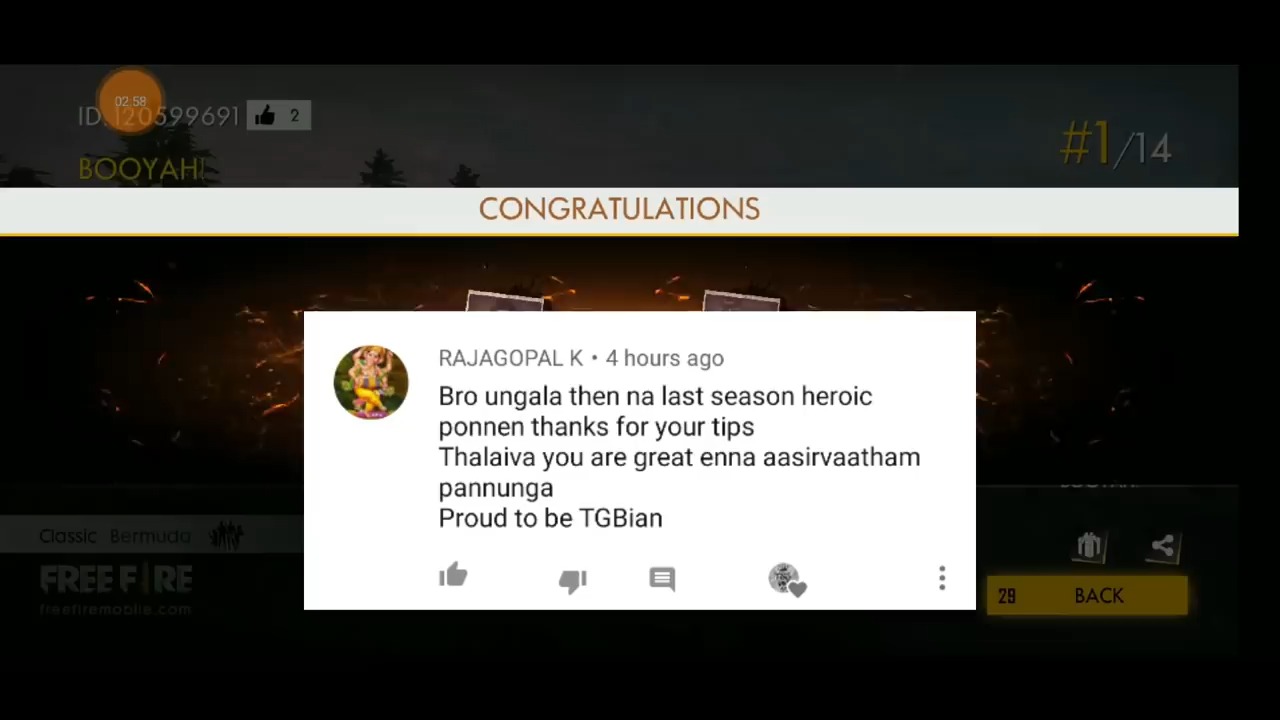 02:58
ID: 120599691
2
BOOYAH!
#1/14
CONGRATULATIONS
RAJAGOPAL K • 4 hours ago
Bro ungala then na last season heroic
ponnen thanks for your tips
Thalaiva you are great enna aasirvaatham
pannunga
Proud to be TGBian
Classic Bermuda
FREE FIRE
freefiremobile.com
29 BACK